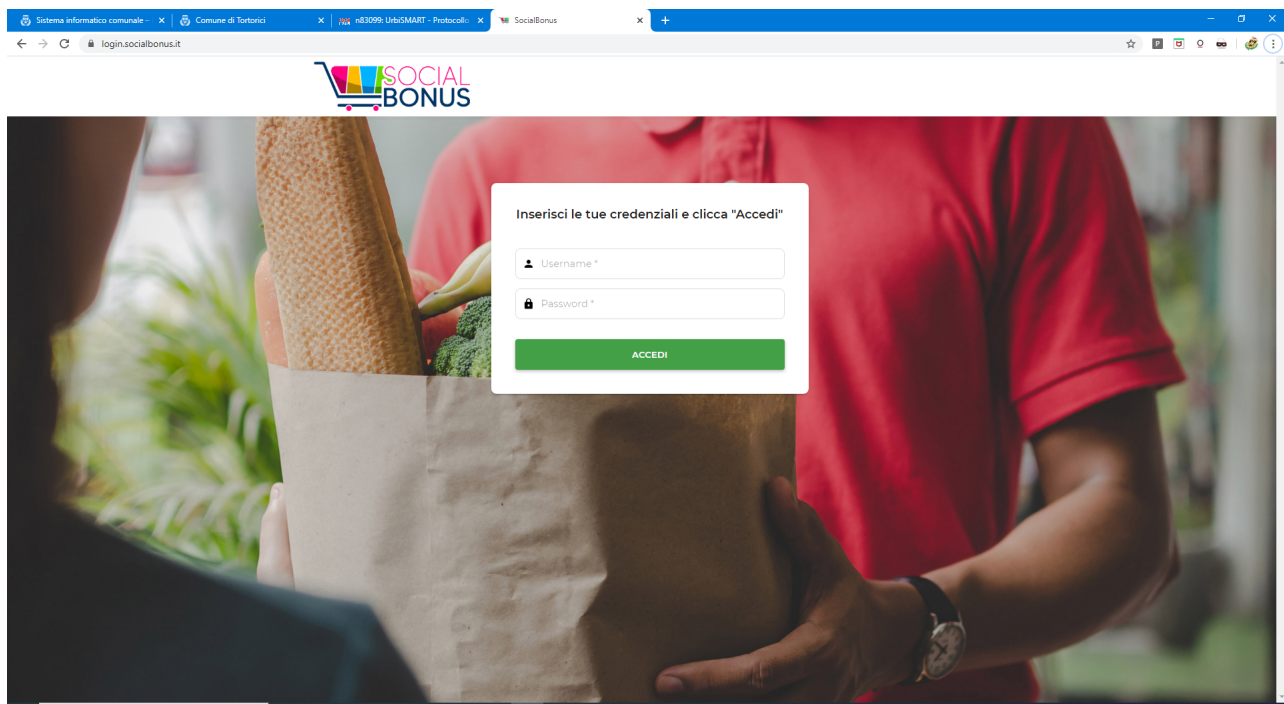 Sistema informatico comunale –
Comune di Tortorici
n83099: UrbiSMART - Protocollo
SocialBonus
login.socialbonus.it
SOCIAL
BONUS
Inserisci le tue credenziali e clicca "Accedi"
Username *
Password *
ACCEDI